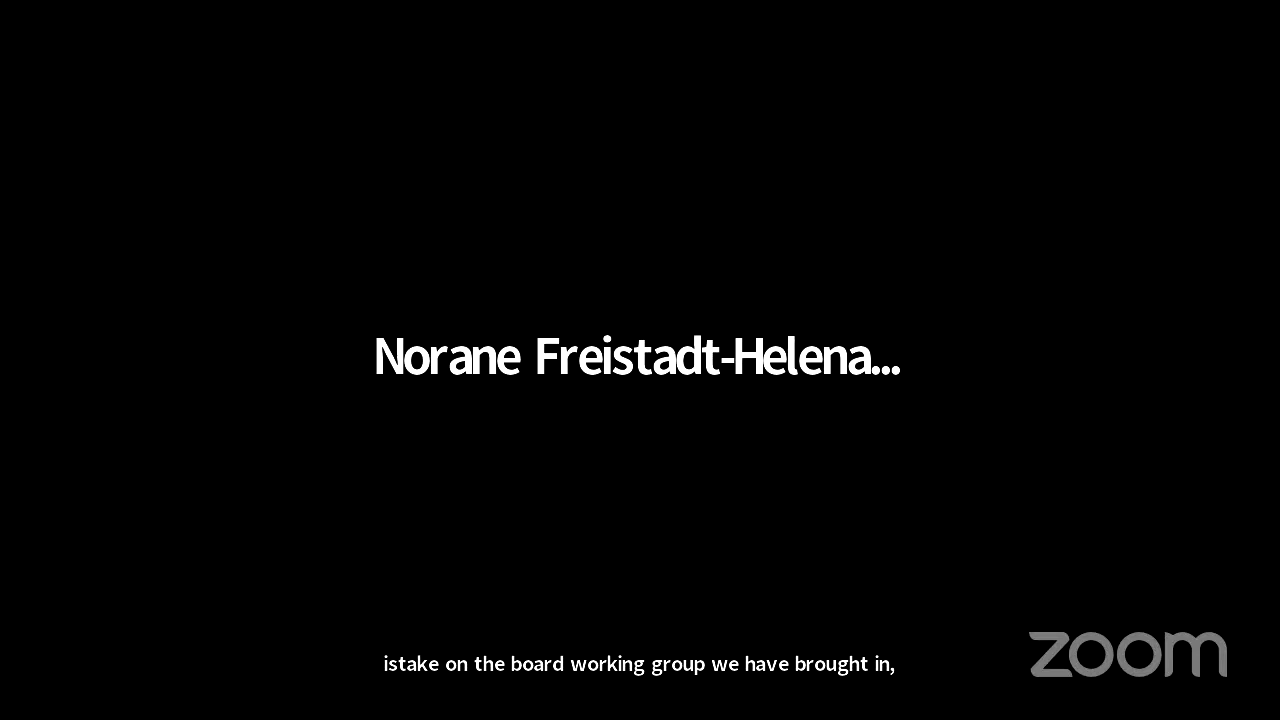 Norane Freistadt-Helena...
istake on the board working group we have brought in,
zoom